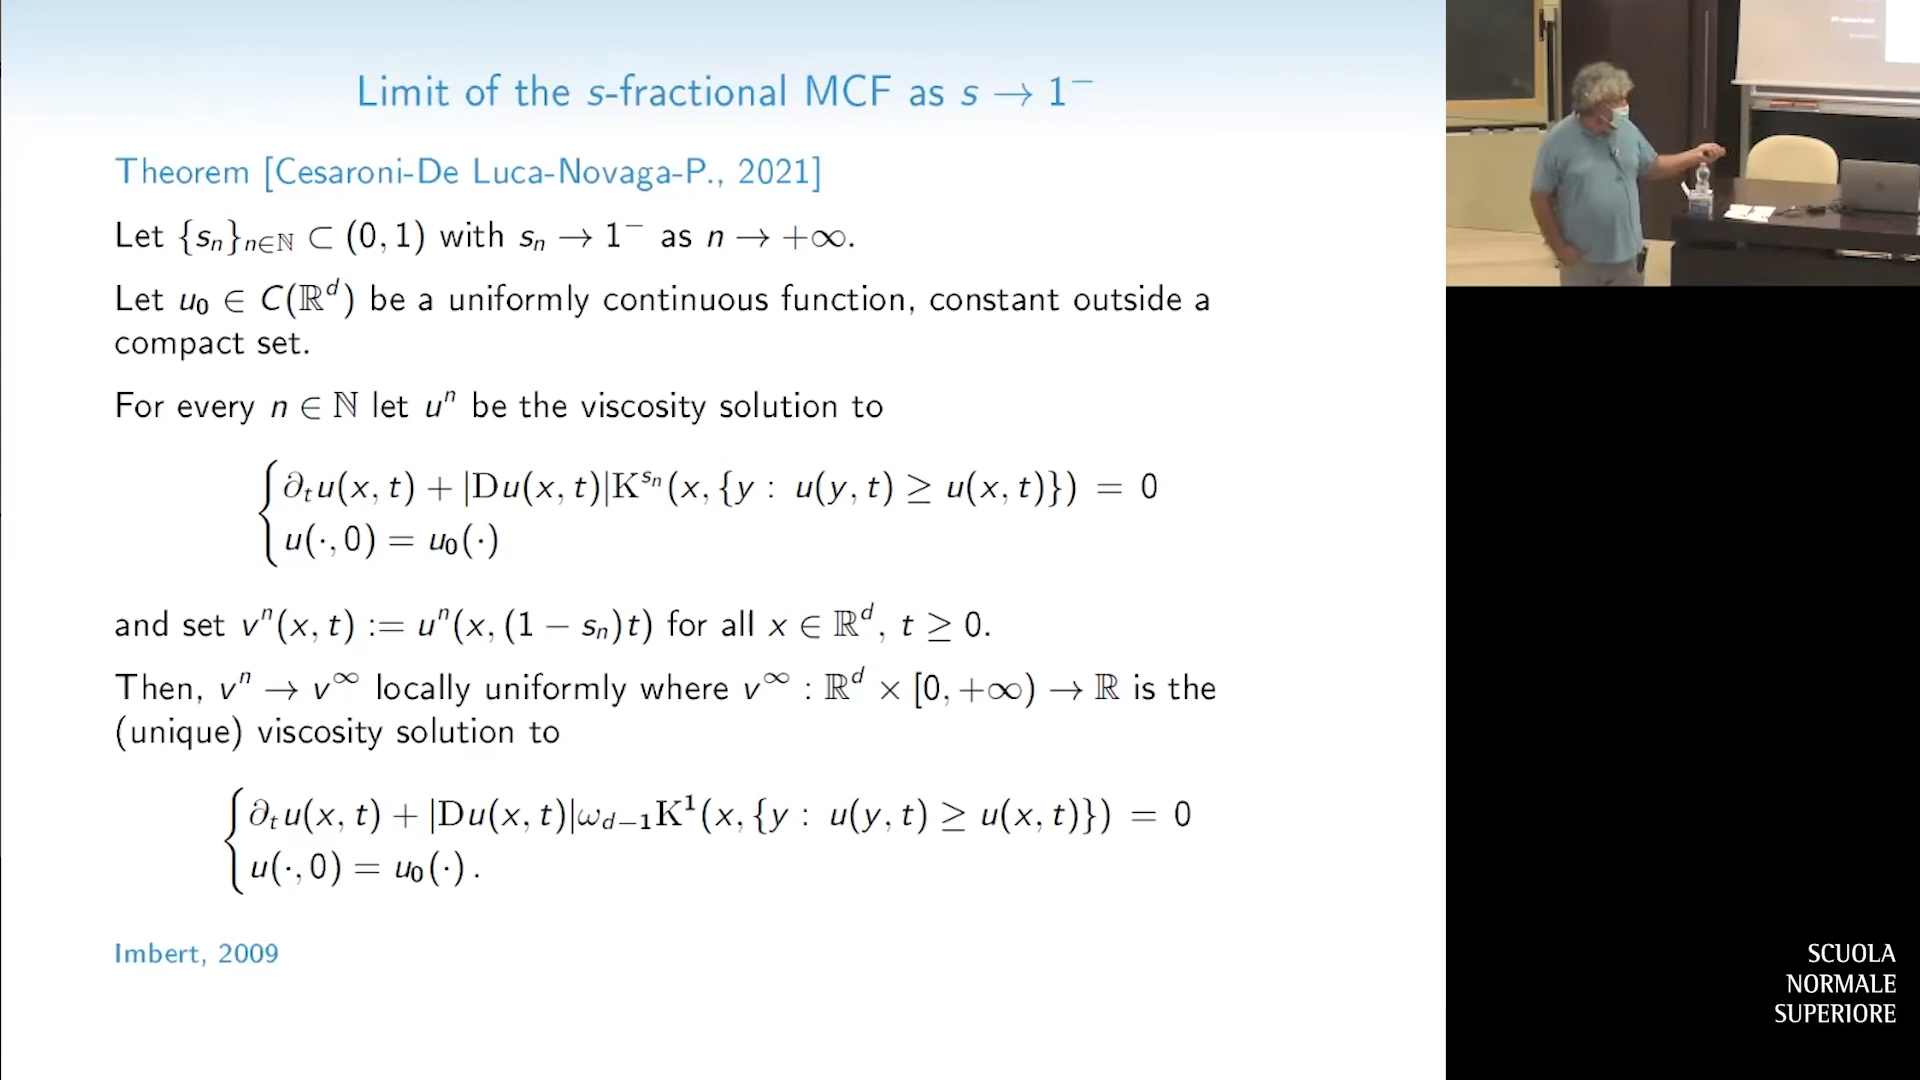 Limit of the s-fractional MCF as s → 1⁻
Theorem [Cesaroni-De Luca-Novaga-P., 2021]
Let {sₙ}ₙ∈ℕ ⊂ (0, 1) with sₙ → 1⁻ as n → +∞.
Let u₀ ∈ C(ℝᵈ) be a uniformly continuous function, constant outside a
compact set.
For every n ∈ ℕ let uⁿ be the viscosity solution to
∂ₜu(x, t) + |Du(x, t)|K^{sₙ}(x, {y : u(y, t) ≥ u(x, t)}) = 0
u(·, 0) = u₀(·)
and set vⁿ(x, t) := uⁿ(x, (1 − sₙ)t) for all x ∈ ℝᵈ, t ≥ 0.
Then, vⁿ → v^∞ locally uniformly where v^∞ : ℝᵈ × [0, +∞) → ℝ is the
(unique) viscosity solution to
∂ₜu(x, t) + |Du(x, t)|ω_{d−1}K¹(x, {y : u(y, t) ≥ u(x, t)}) = 0
u(·, 0) = u₀(·).
Imbert, 2009
SCUOLA
NORMALE
SUPERIORE